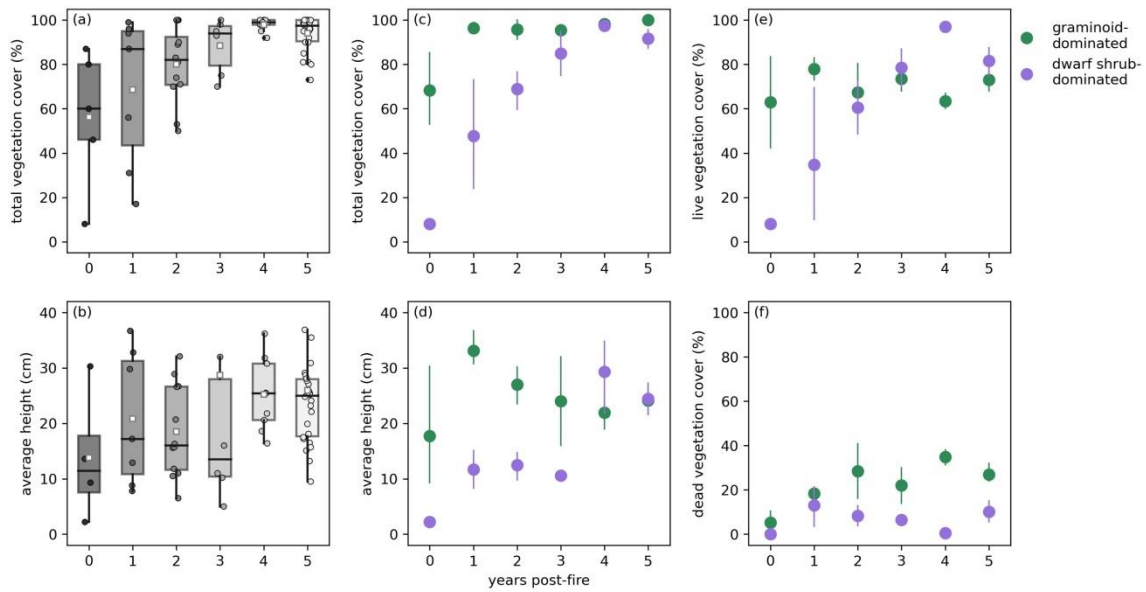 (a)
total vegetation cover (%)
100
80
60
40
20
0
0 1 2 3 4 5
(c)
total vegetation cover (%)
100
80
60
40
20
0
0 1 2 3 4 5
(e)
live vegetation cover (%)
100
80
60
40
20
0
0 1 2 3 4 5
graminoid-
dominated
dwarf shrub-
dominated
(b)
average height (cm)
40
30
20
10
0
0 1 2 3 4 5
(d)
average height (cm)
40
30
20
10
0
0 1 2 3 4 5
years post-fire
(f)
dead vegetation cover (%)
100
80
60
40
20
0
0 1 2 3 4 5